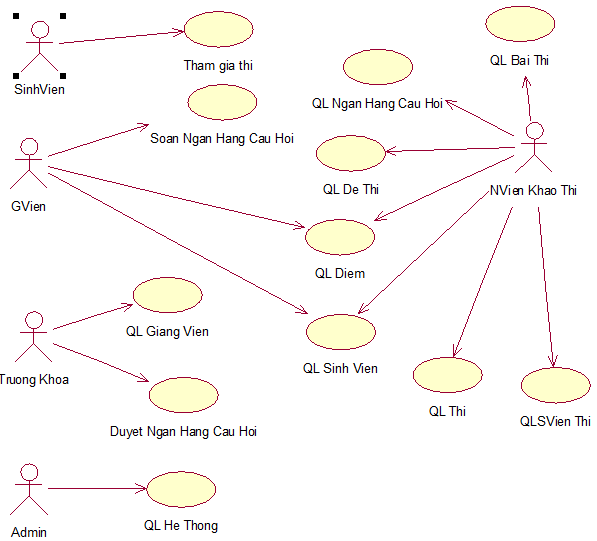 QL Bai Thi
Tham gia thi
SinhVien
QL Ngan Hang Cau Hoi
Soan Ngan Hang Cau Hoi
GVien
QL De Thi
NVien Khao Thi
QL Diem
QL Giang Vien
QL Sinh Vien
Truong Khoa
QL Thi
QLSVien Thi
Duyet Ngan Hang Cau Hoi
Admin
QL He Thong